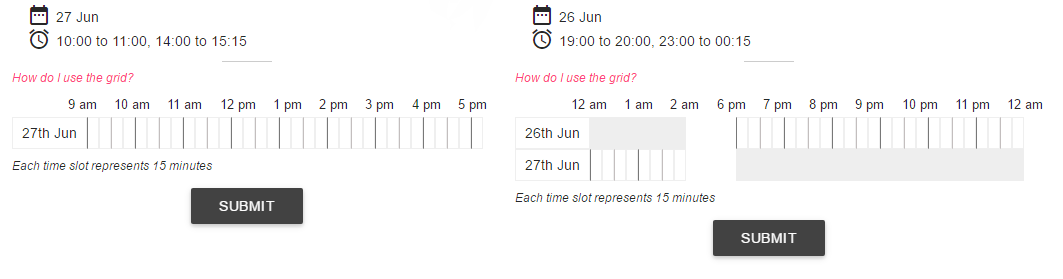 27 Jun
10:00 to 11:00, 14:00 to 15:15
How do I use the grid?
9 am 10 am 11 am 12 pm 1 pm 2 pm 3 pm 4 pm 5 pm
27th Jun
Each time slot represents 15 minutes
SUBMIT
26 Jun
19:00 to 20:00, 23:00 to 00:15
How do I use the grid?
12 am 1 am 2 am 6 pm 7 pm 8 pm 9 pm 10 pm 11 pm 12 am
26th Jun
27th Jun
Each time slot represents 15 minutes
SUBMIT